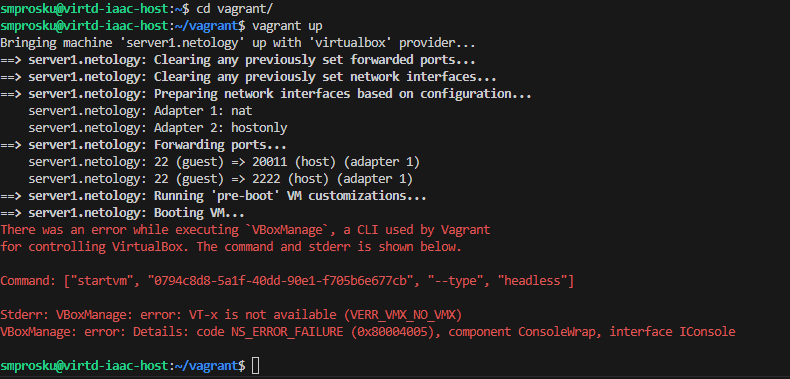 smprosku@virtd-iaac-host:~$ cd vagrant/
smprosku@virtd-iaac-host:~/vagrant$ vagrant up
Bringing machine 'server1.netology' up with 'virtualbox' provider...
==> server1.netology: Clearing any previously set forwarded ports...
==> server1.netology: Clearing any previously set network interfaces...
==> server1.netology: Preparing network interfaces based on configuration...
    server1.netology: Adapter 1: nat
    server1.netology: Adapter 2: hostonly
==> server1.netology: Forwarding ports...
    server1.netology: 22 (guest) => 20011 (host) (adapter 1)
    server1.netology: 22 (guest) => 2222 (host) (adapter 1)
==> server1.netology: Running 'pre-boot' VM customizations...
==> server1.netology: Booting VM...
There was an error while executing `VBoxManage`, a CLI used by Vagrant
for controlling VirtualBox. The command and stderr is shown below.
Command: ["startvm", "0794c8d8-5a1f-40dd-90e1-f705b6e677cb", "--type", "headless"]
Stderr: VBoxManage: error: VT-x is not available (VERR_VMX_NO_VMX)
VBoxManage: error: Details: code NS_ERROR_FAILURE (0x80004005), component ConsoleWrap, interface IConsole
smprosku@virtd-iaac-host:~/vagrant$